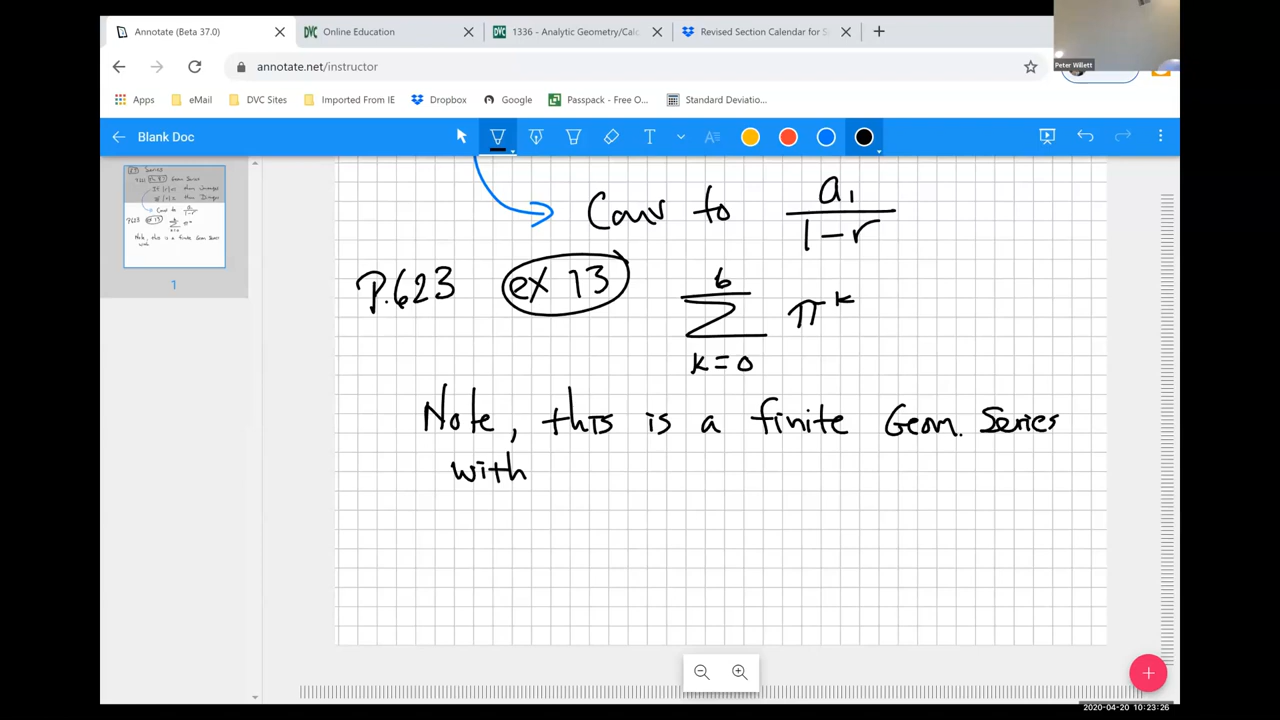 Annotate (Beta 37.0)
Online Education
1336 - Analytic Geometry/Calc
Revised Section Calendar for S
Peter Willett
annotate.net/instructor
Apps eMail DVC Sites Imported From IE Dropbox Google Passpack - Free O... Standard Deviatio...
Blank Doc
Conv to a₁/(1-r)
P.623 ex 13 6∑k=0 πᵏ
Note, this is a finite Geom. Series
with
1
2020-04-20 10:23:26